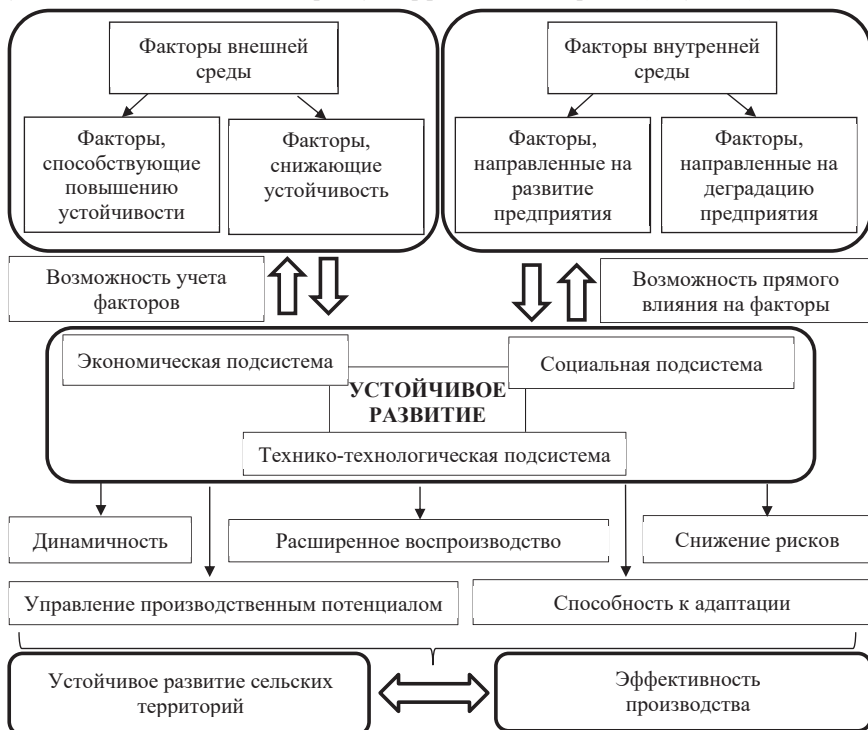 Факторы внешней
среды
Факторы внутренней
среды
Факторы,
способствующие
повышению
устойчивости
Факторы,
снижающие
устойчивость
Факторы,
направленные на
развитие
предприятия
Факторы,
направленные на
деградацию
предприятия
Возможность учета
факторов
Возможность прямого
влияния на факторы
Экономическая подсистема
Социальная подсистема
УСТОЙЧИВОЕ
РАЗВИТИЕ
Технико-технологическая подсистема
Динамичность
Расширенное воспроизводство
Снижение рисков
Управление производственным потенциалом
Способность к адаптации
Устойчивое развитие сельских
территорий
Эффективность
производства